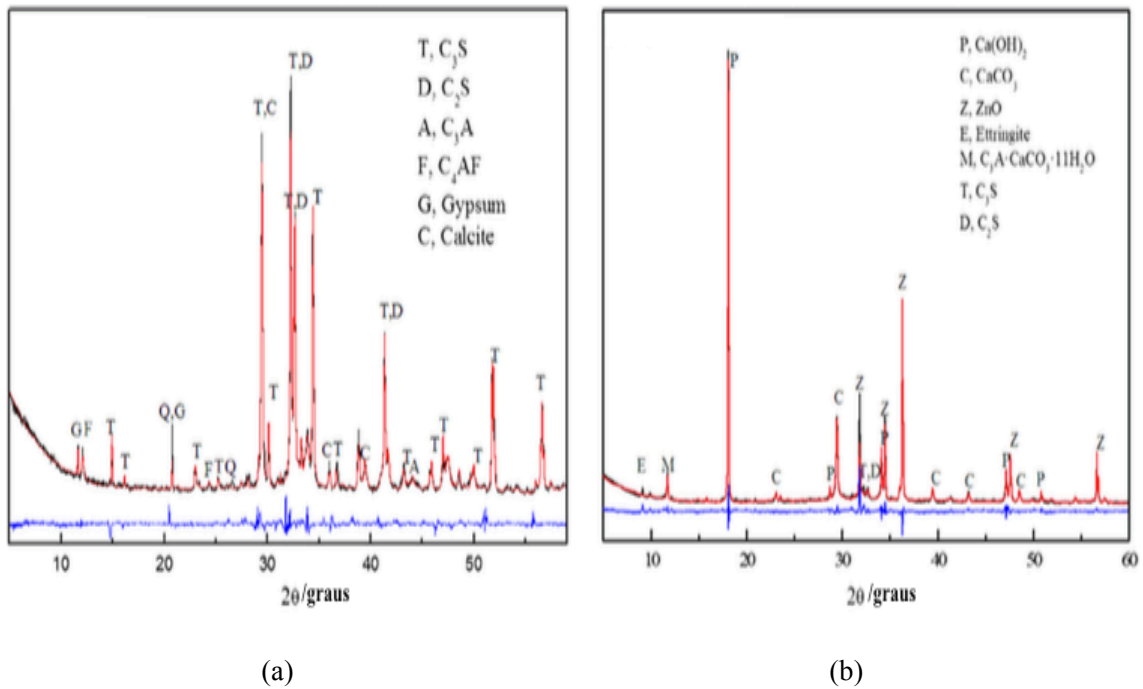 T, C₃S
D, C₂S
A, C₃A
F, C₄AF
G, Gypsum
C, Calcite
T,D
T,C
T,D
T
T,D
T
T
T
G F
T
T
Q,G
T
F
T
Q
C
T
C
T
A
T
T
T
10
20
30
40
50
2θ/graus
(a)
P, Ca(OH)₂
C, CaCO₃
Z, ZnO
E, Ettringite
M, C₃A·CaCO₃·11H₂O
T, C₃S
D, C₂S
P
Z
C
Z
Z
P
E
M
C
P
T,D
C
C
P
Z
C
P
Z
10
20
30
40
50
60
2θ/graus
(b)